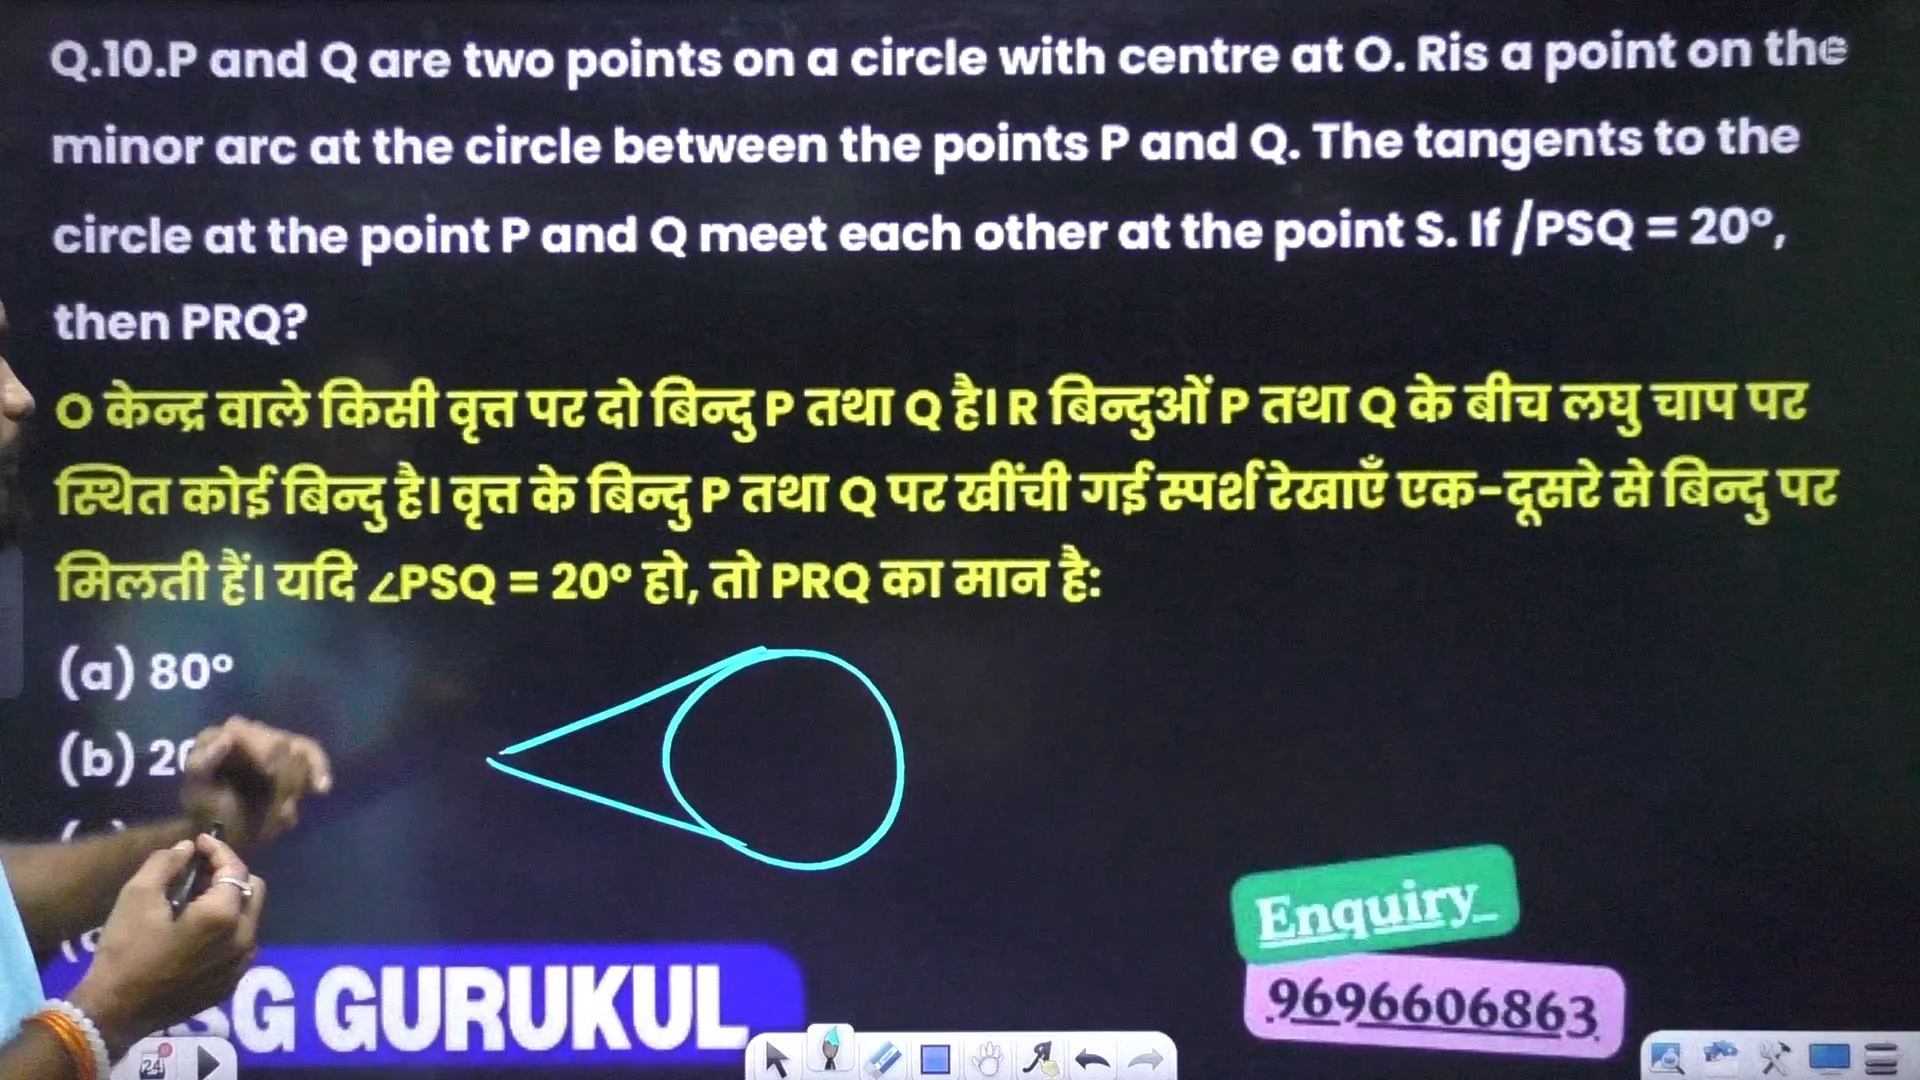 Q.10.P and Q are two points on a circle with centre at O. Ris a point on the
minor arc at the circle between the points P and Q. The tangents to the
circle at the point P and Q meet each other at the point S. If /PSQ = 20°,
then PRQ?
O केन्द्र वाले किसी वृत्त पर दो बिन्दु P तथा Q है। R बिन्दुओं P तथा Q के बीच लघु चाप पर
स्थित कोई बिन्दु है। वृत्त के बिन्दु P तथा Q पर खींची गई स्पर्श रेखाएँ एक-दूसरे से बिन्दु पर
मिलती हैं। यदि ∠PSQ = 20° हो, तो PRQ का मान है:
(a) 80°
(b)
Enquiry_
9696606863
GURUKUL
24